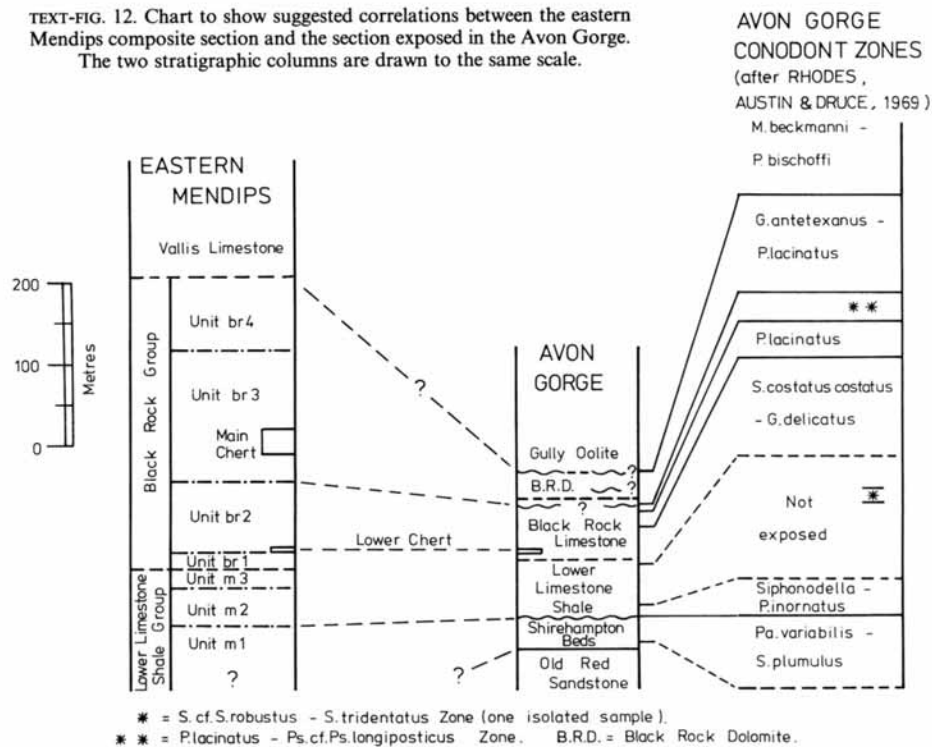 TEXT-FIG. 12. Chart to show suggested correlations between the eastern
Mendips composite section and the section exposed in the Avon Gorge.
The two stratigraphic columns are drawn to the same scale.
AVON GORGE
CONODONT ZONES
(after RHODES,
AUSTIN & DRUCE, 1969)
EASTERN
MENDIPS
Vallis Limestone
200
100
0
Metres
Black Rock Group
Unit br4
Unit br3
Main
Chert
Unit br2
Unit br1
Lower Limestone
Shale Group
Unit m3
Unit m2
Unit m1
?
?
Lower Chert
?
AVON
GORGE
Gully Oolite
?
B.R.D.
?
?
Black Rock
Limestone
Lower
Limestone
Shale
Shirehampton
Beds
Old Red
Sandstone
M.beckmanni -
P.bischoffi
G.antetexanus -
P.lacinatus
* *
P.lacinatus
S.costatus costatus
- G.delicatus
*
Not
exposed
Siphonodella -
P.inornatus
Pa.variabilis -
S.plumulus
* = S.cf.S.robustus - S.tridentatus Zone (one isolated sample).
* * = P.lacinatus - Ps.cf.Ps.longiposticus Zone. B.R.D.= Black Rock Dolomite.